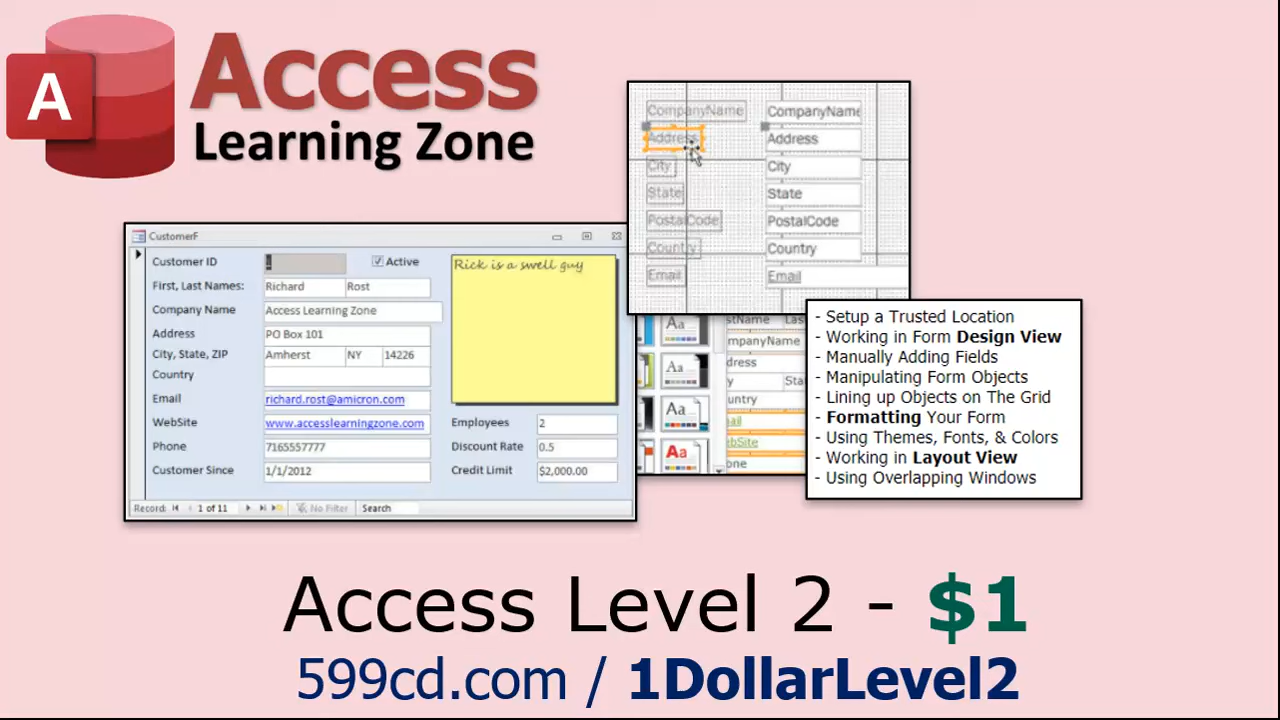 A
Access
Learning Zone
CompanyName CompanyName
Address Address
City City
State State
PostalCode PostalCode
Country Country
Email Email
CustomerF
Customer ID Active
First, Last Names: Richard Rost
Company Name Access Learning Zone
Address PO Box 101
City, State, ZIP Amherst NY 14226
Country
Email richard.rost@amicron.com
WebSite www.accesslearningzone.com
Phone 7165557777
Customer Since 1/1/2012
Rick is a swell guy
Employees 2
Discount Rate 0.5
Credit Limit $2,000.00
Record: 1 of 11 No Filter Search
Aa
Aa
Aa
Aa
- Setup a Trusted Location
- Working in Form Design View
- Manually Adding Fields
- Manipulating Form Objects
- Lining up Objects on The Grid
- Formatting Your Form
- Using Themes, Fonts, & Colors
- Working in Layout View
- Using Overlapping Windows
Access Level 2 - $1
599cd.com / 1DollarLevel2